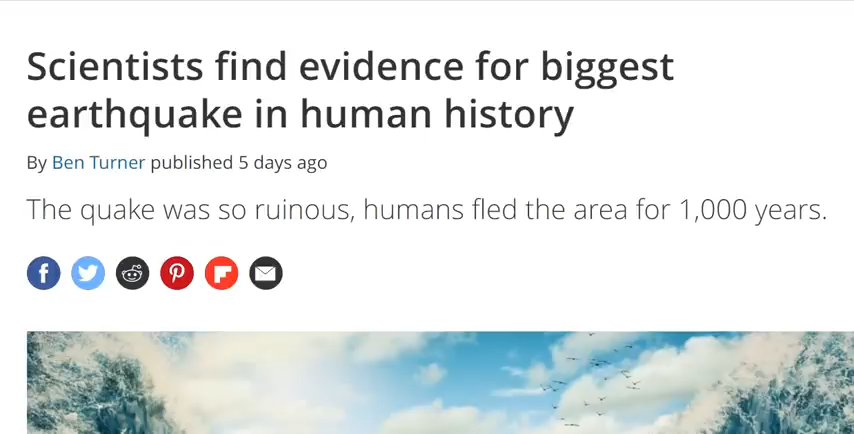 Scientists find evidence for biggest
earthquake in human history
By Ben Turner published 5 days ago
The quake was so ruinous, humans fled the area for 1,000 years.